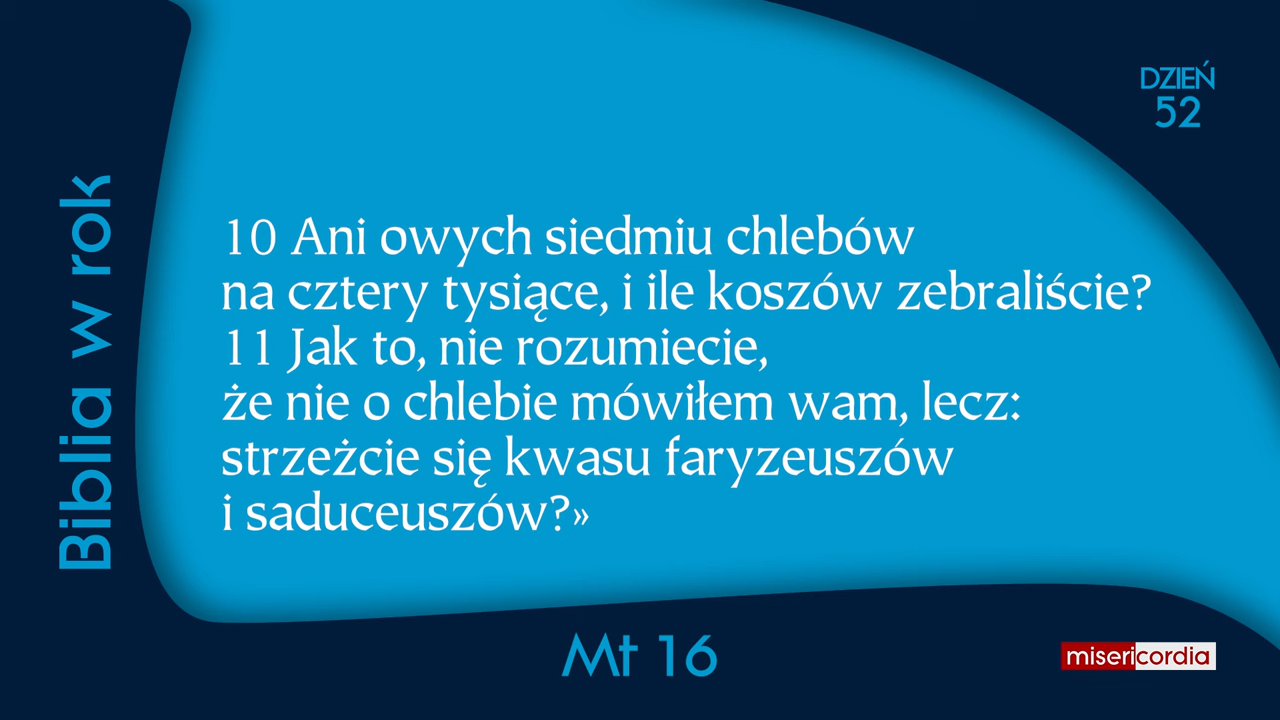 DZIEŃ
52
Biblia w rok
10 Ani owych siedmiu chlebów
na cztery tysiące, i ile koszów zebraliście?
11 Jak to, nie rozumiecie,
że nie o chlebie mówiłem wam, lecz:
strzeżcie się kwasu faryzeuszów
i saduceuszów?»
Mt 16
misericordia